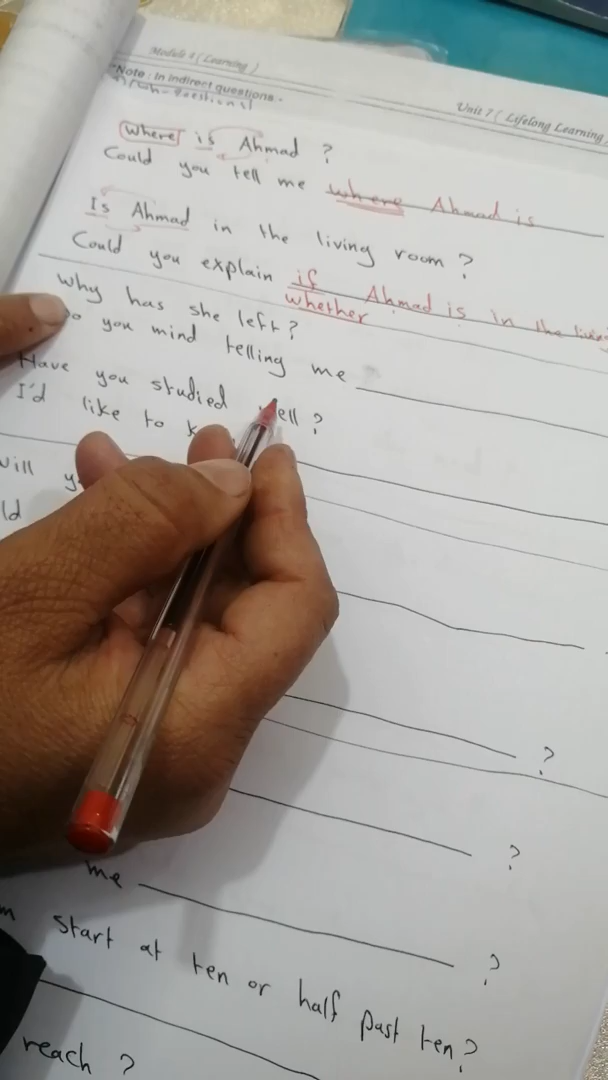 Module 4 ( Learning )
Unit 7 ( Lifelong Learning
"Note : In Indirect questions.
Where is Ahmad ?
Could you tell me where Ahmad is
Is Ahmad in the living room ?
Could you explain if Ahmad is in the
whether
Why has she left?
you mind telling me
Have you studied ell ?
I'd like to
?
?
me ?
start at ten or half past ten?
reach ?